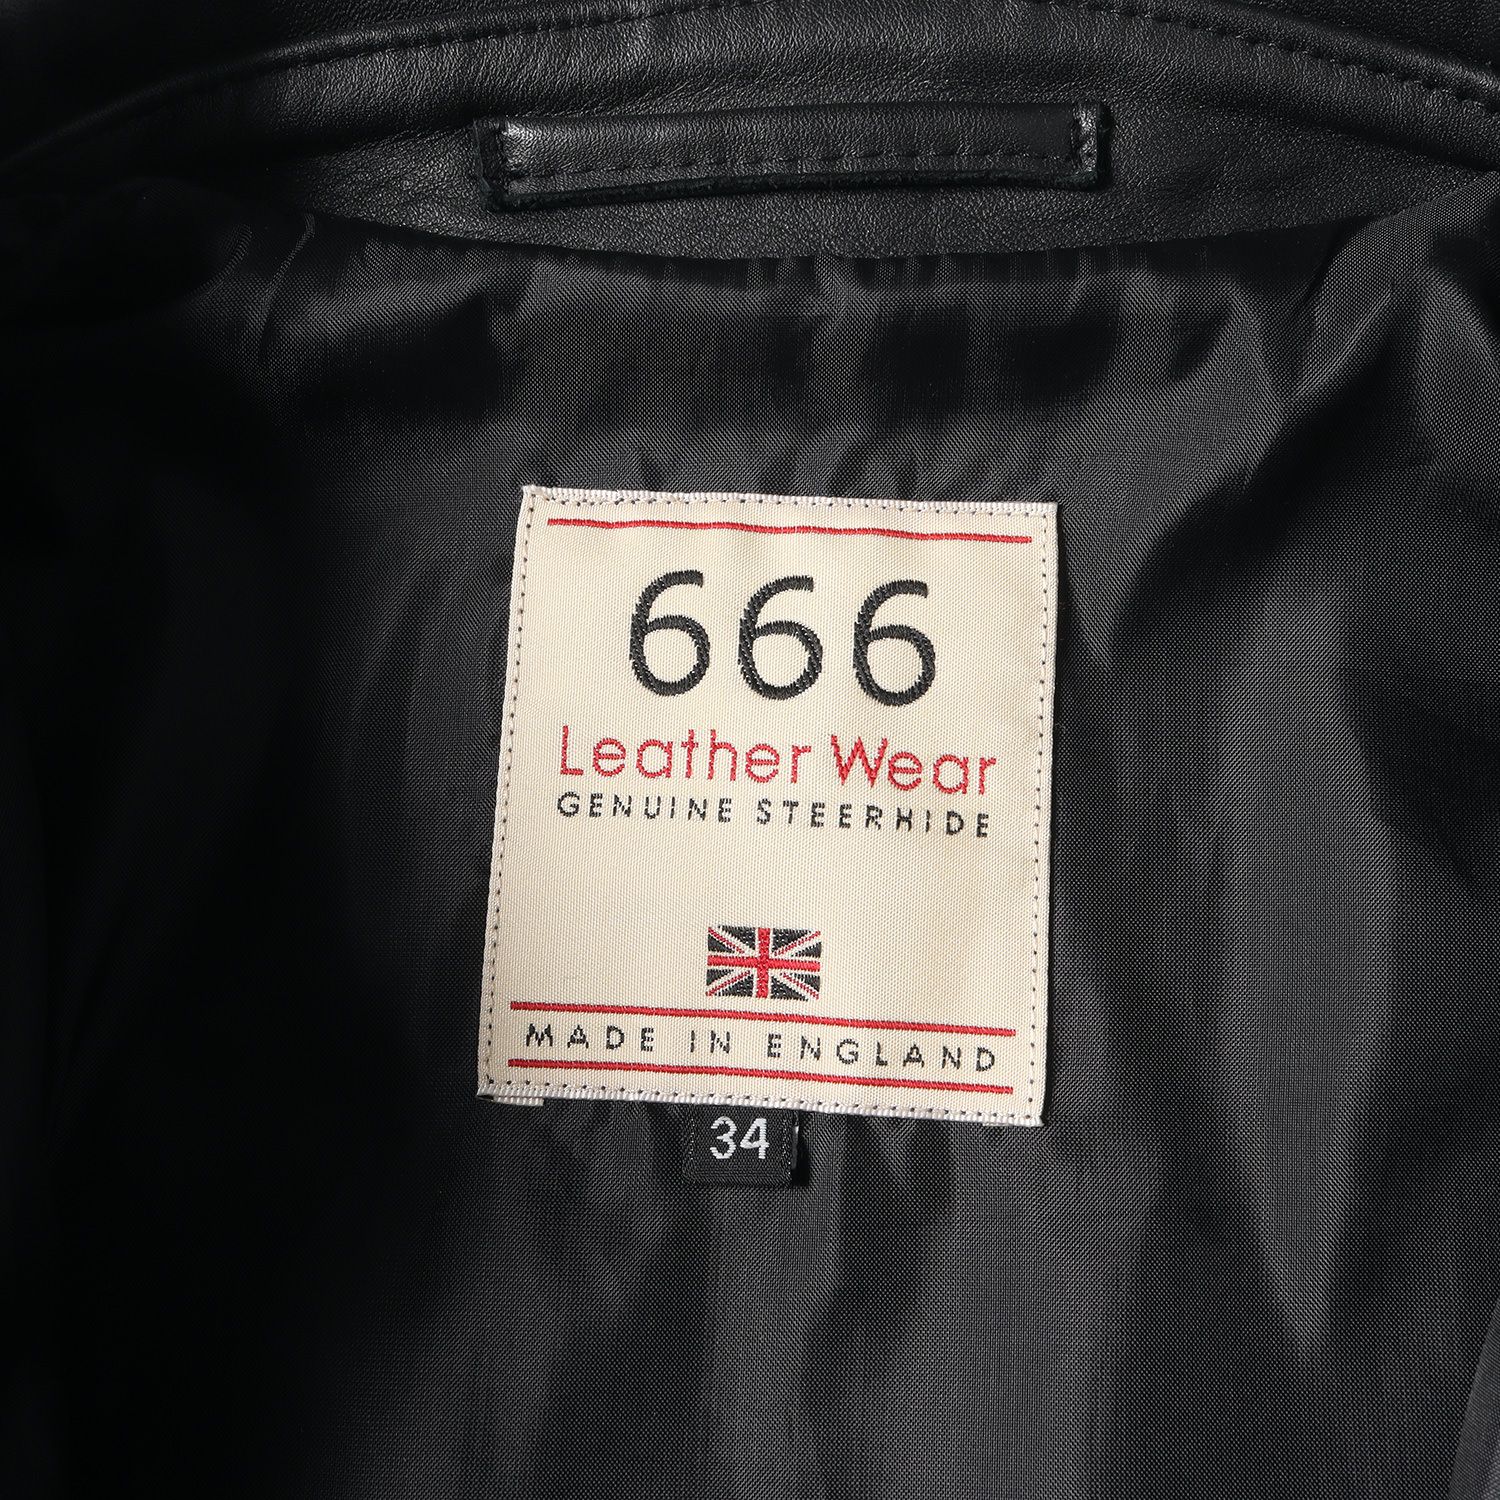 666
Leather Wear
GENUINE STEERHIDE
MADE IN ENGLAND
34